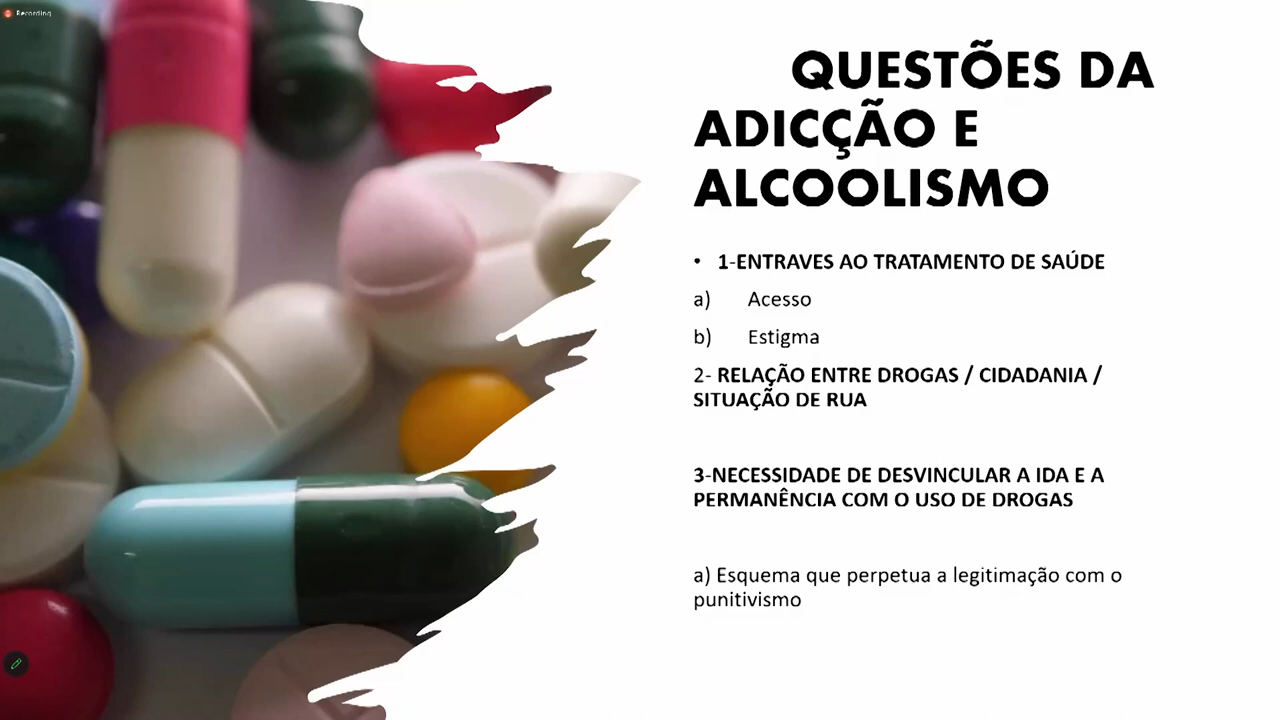 Recording
QUESTÕES DA
ADICÇÃO E
ALCOOLISMO
• 1-ENTRAVES AO TRATAMENTO DE SAÚDE
a) Acesso
b) Estigma
2- RELAÇÃO ENTRE DROGAS / CIDADANIA /
SITUAÇÃO DE RUA
3-NECESSIDADE DE DESVINCULAR A IDA E A
PERMANÊNCIA COM O USO DE DROGAS
a) Esquema que perpetua a legitimação com o
punitivismo